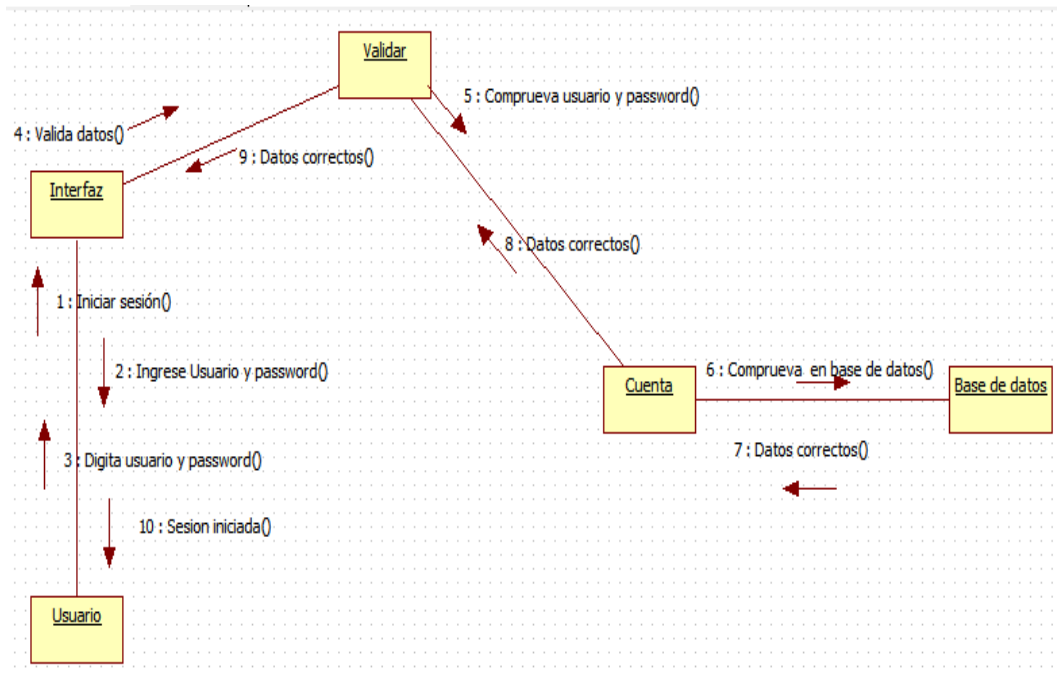 Validar
5 : Comprueva usuario y password()
4 : Valida datos()
9 : Datos correctos()
Interfaz
8 : Datos correctos()
1 : Iniciar sesión()
2 : Ingrese Usuario y password()
6 : Comprueva en base de datos()
Cuenta
Base de datos
3 : Digita usuario y password()
7 : Datos correctos()
10 : Sesion iniciada()
Usuario